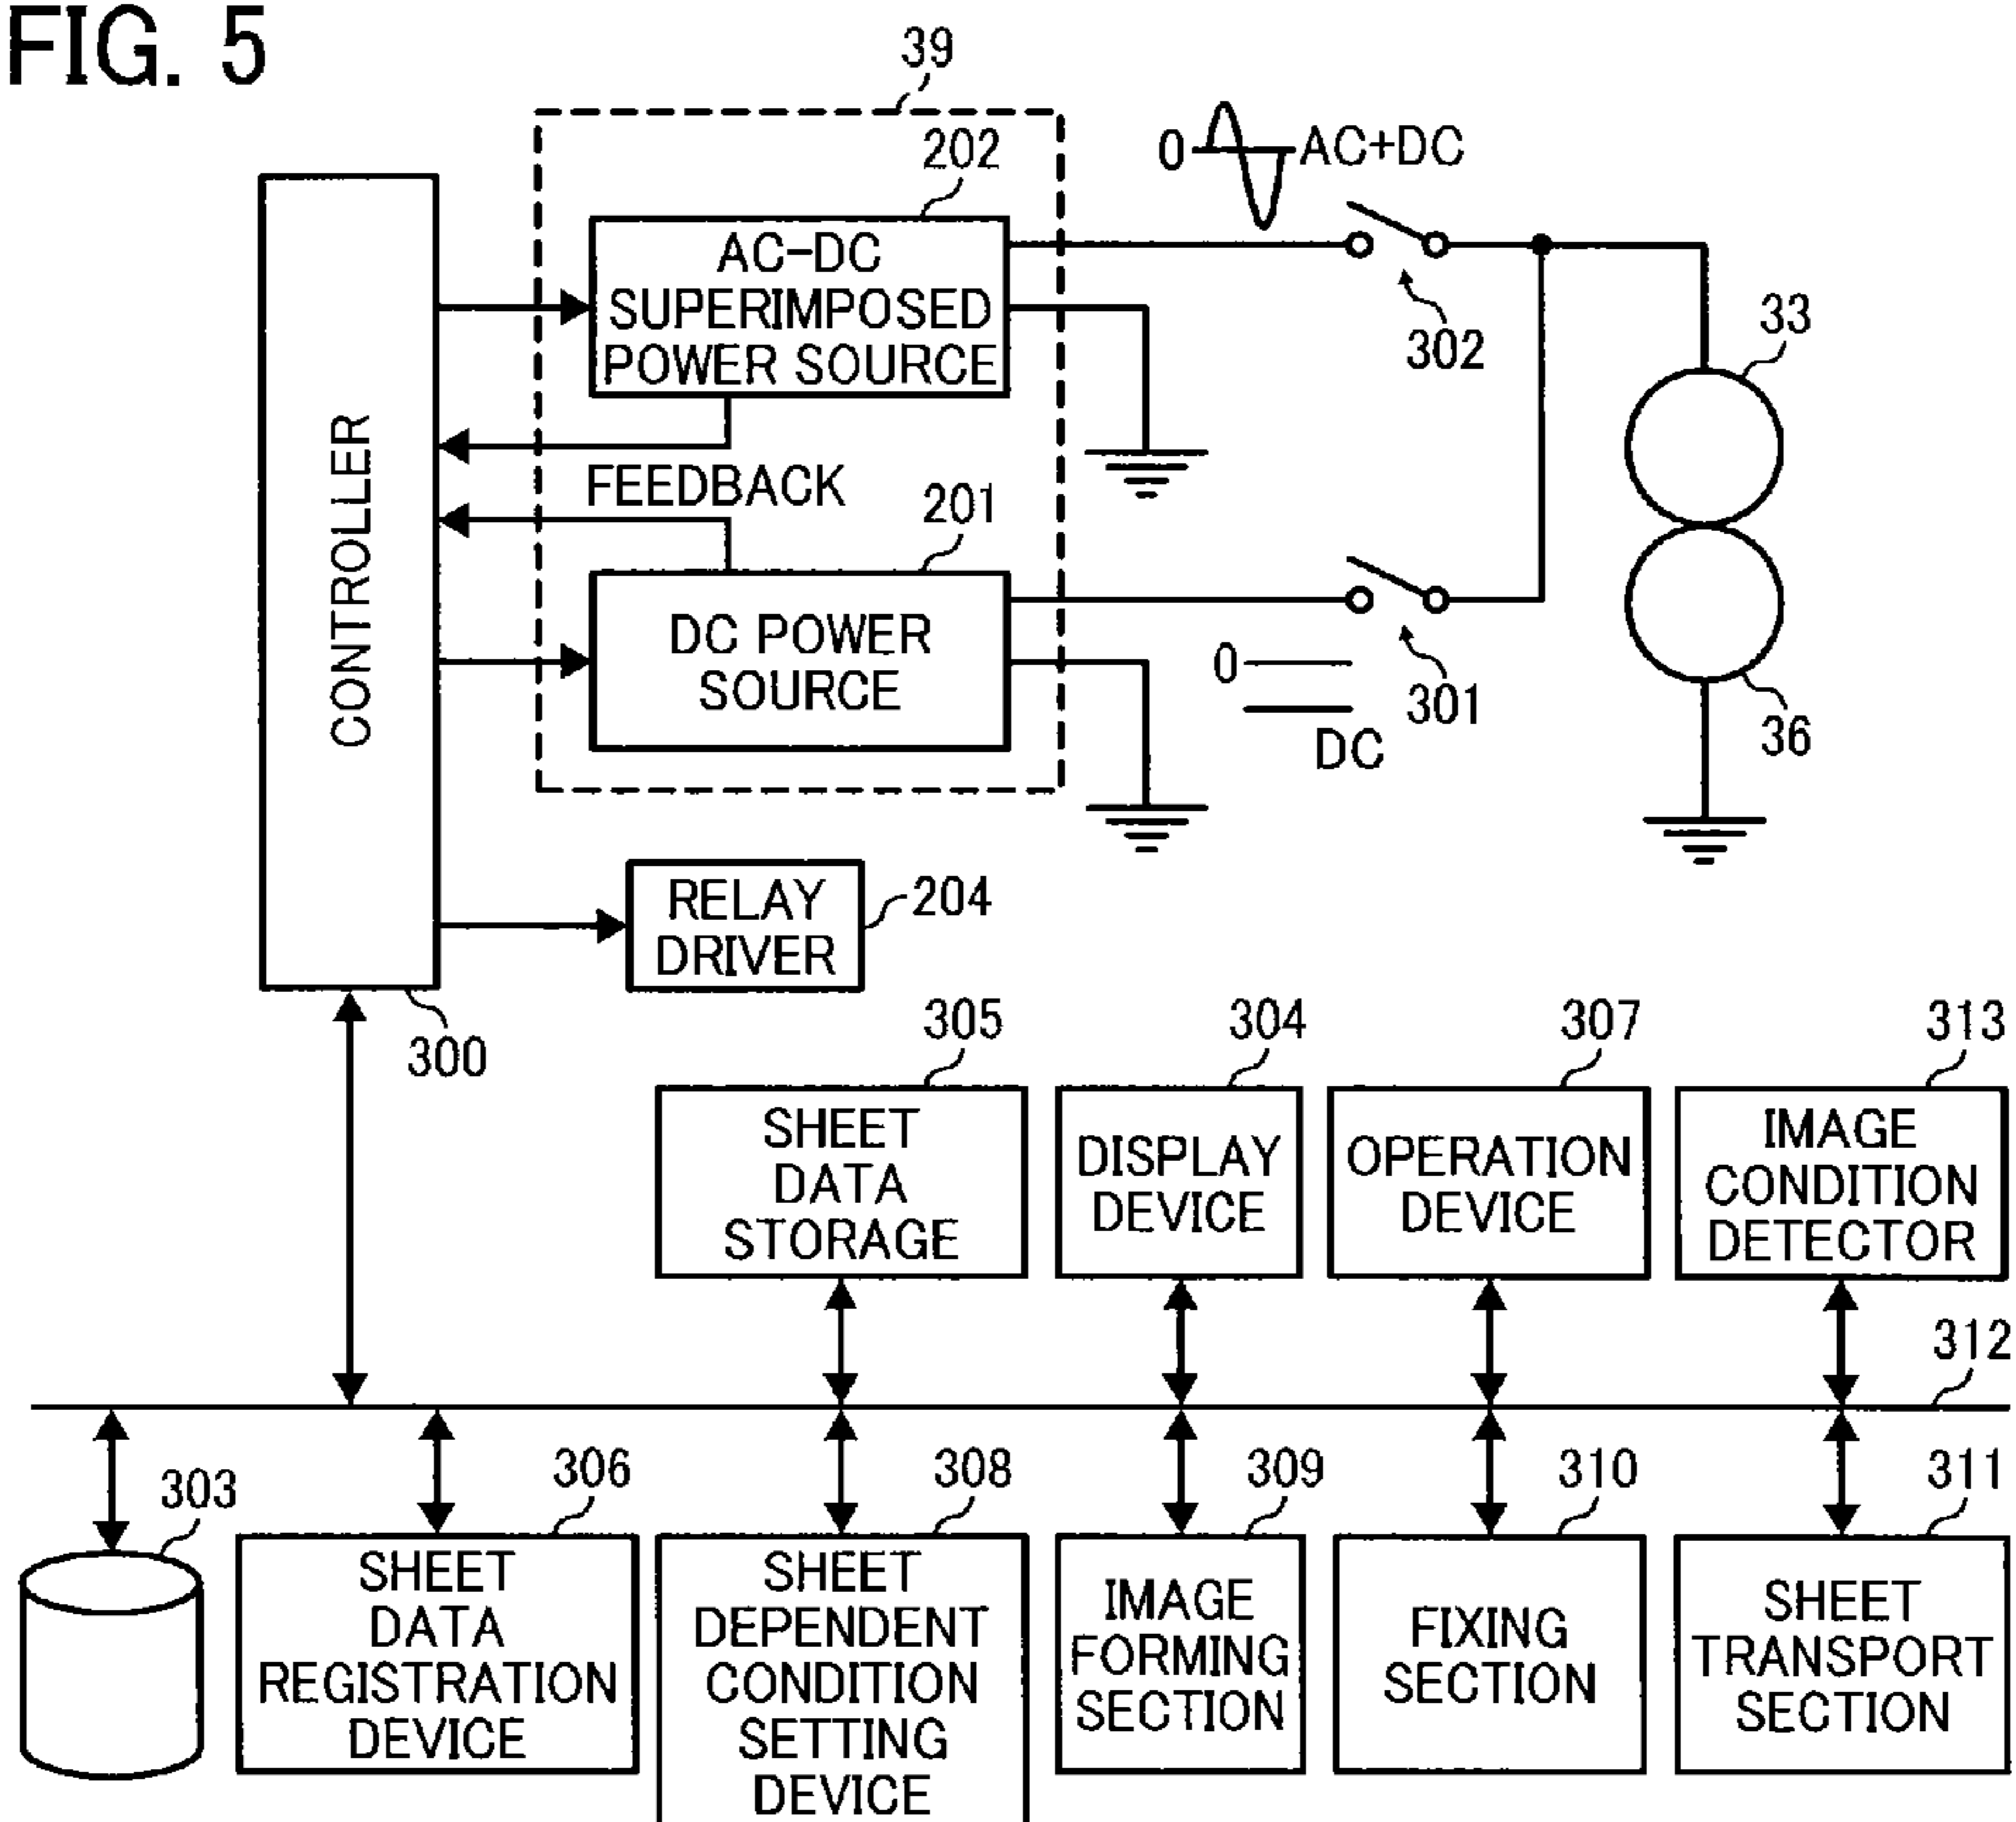 FIG. 5
39
202
0
AC+DC
AC-DC
SUPERIMPOSED
POWER SOURCE
302
33
CONTROLLER
FEEDBACK
201
DC POWER
SOURCE
0
DC
301
36
RELAY
DRIVER
204
300
305
304
307
313
SHEET
DATA
STORAGE
DISPLAY
DEVICE
OPERATION
DEVICE
IMAGE
CONDITION
DETECTOR
312
303
306
308
309
310
311
SHEET
DATA
REGISTRATION
DEVICE
SHEET
DEPENDENT
CONDITION
SETTING
DEVICE
IMAGE
FORMING
SECTION
FIXING
SECTION
SHEET
TRANSPORT
SECTION